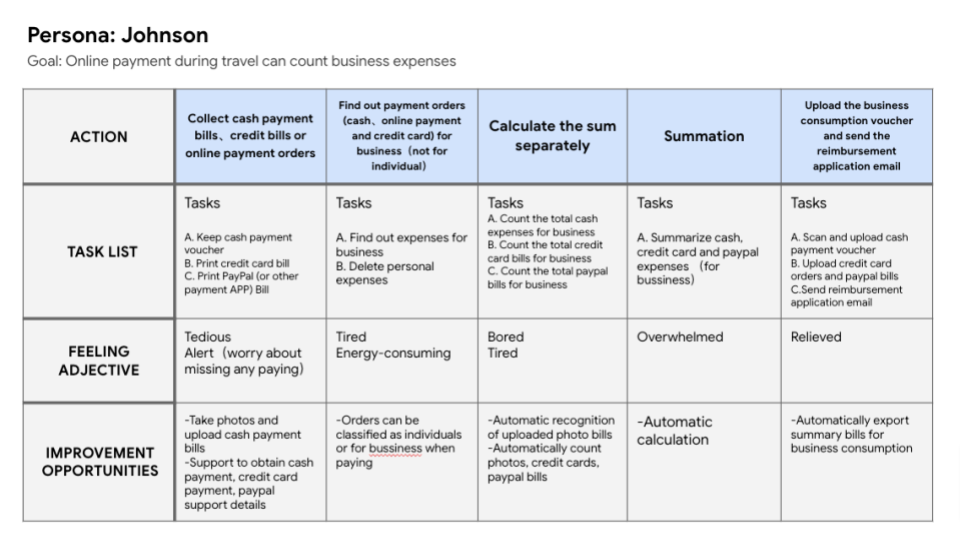 Persona: Johnson
Goal: Online payment during travel can count business expenses
ACTION
Collect cash payment
bills、credit bills or
online payment orders
Find out payment orders
(cash、online payment
and credit card) for
business（not for
individual)
Calculate the sum
separately
Summation
Upload the business
consumption voucher
and send the
reimbursement
application email
TASK LIST
Tasks
A. Keep cash payment
voucher
B. Print credit card bill
C. Print PayPal (or other
payment APP) Bill
Tasks
A. Find out expenses for
business
B. Delete personal
expenses
Tasks
A. Count the total cash
expenses for business
B. Count the total credit
card bills for business
C. Count the total paypal
bills for business
Tasks
A. Summarize cash,
credit card and paypal
expenses （for
bussiness)
Tasks
A. Scan and upload cash
payment voucher
B. Upload credit card
orders and paypal bills
C.Send reimbursement
application email
FEELING
ADJECTIVE
Tedious
Alert（worry about
missing any paying)
Tired
Energy-consuming
Bored
Tired
Overwhelmed
Relieved
IMPROVEMENT
OPPORTUNITIES
-Take photos and
upload cash payment
bills
-Support to obtain cash
payment, credit card
payment, paypal
support details
-Orders can be
classified as individuals
or for bussiness when
paying
-Automatic recognition
of uploaded photo bills
-Automatically count
photos, credit cards,
paypal bills
-Automatic
calculation
-Automatically export
summary bills for
business consumption